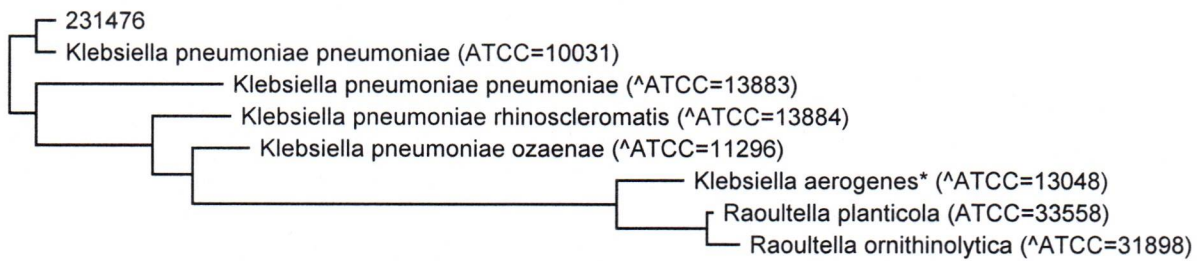 231476
Klebsiella pneumoniae pneumoniae (ATCC=10031)
Klebsiella pneumoniae pneumoniae (^ATCC=13883)
Klebsiella pneumoniae rhinoscleromatis (^ATCC=13884)
Klebsiella pneumoniae ozaenae (^ATCC=11296)
Klebsiella aerogenes* (^ATCC=13048)
Raoultella planticola (ATCC=33558)
Raoultella ornithinolytica (^ATCC=31898)